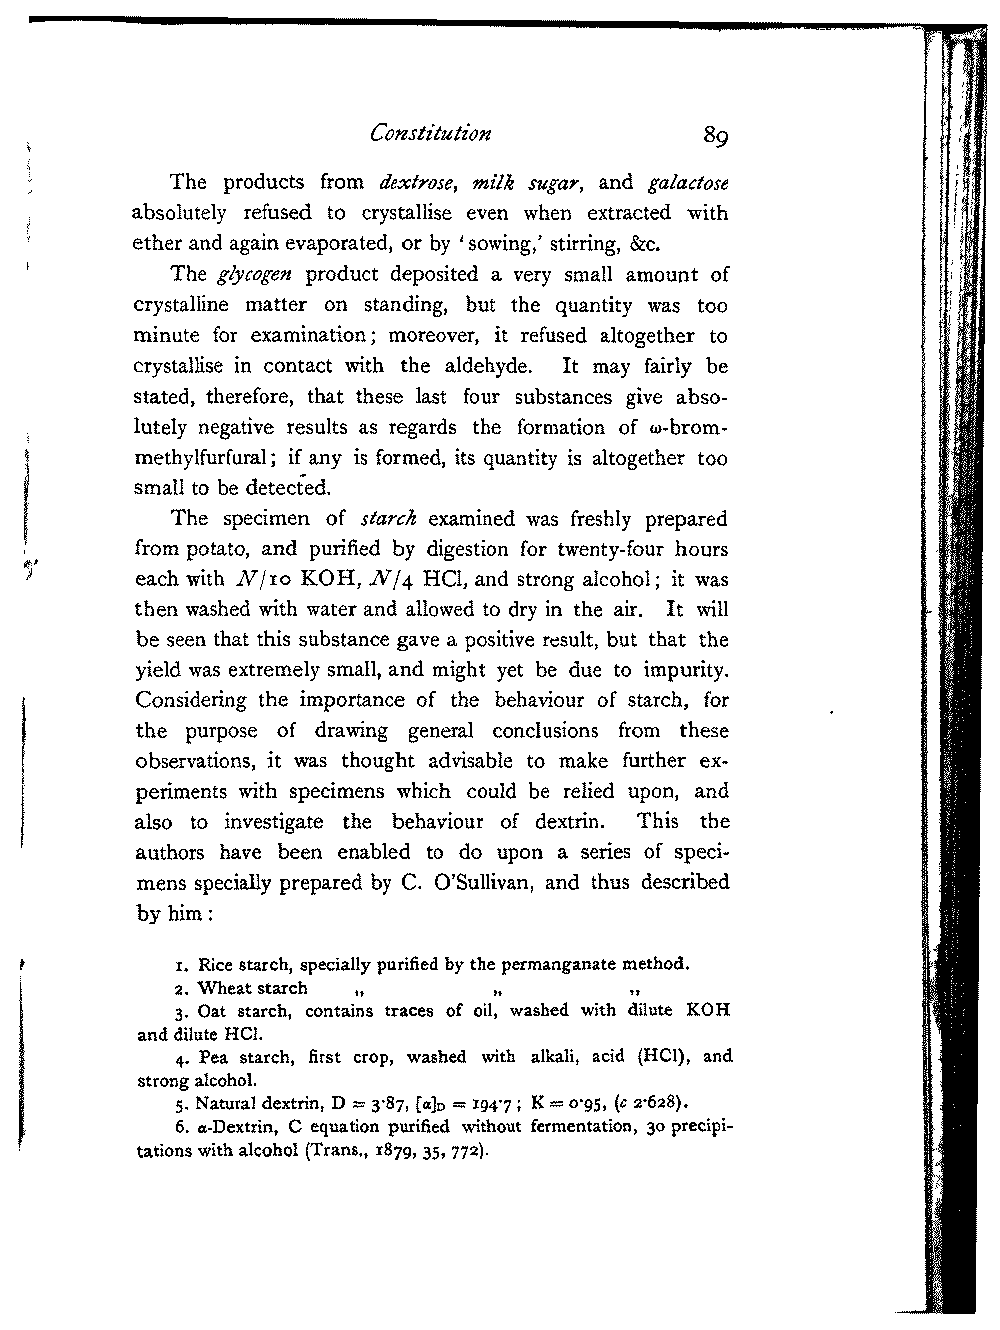 Constitution 89
The products from dextrose, milk sugar, and galactose
absolutely refused to crystallise even when extracted with
ether and again evaporated, or by ‘sowing,’ stirring, &c.
The glycogen product deposited a very small amount of
crystalline matter on standing, but the quantity was too
minute for examination; moreover, it refused altogether to
crystallise in contact with the aldehyde. It may fairly be
stated, therefore, that these last four substances give abso-
lutely negative results as regards the formation of ω-brom-
methylfurfural; if any is formed, its quantity is altogether too
small to be detected.
The specimen of starch examined was freshly prepared
from potato, and purified by digestion for twenty-four hours
each with N/10 KOH, N/4 HCl, and strong alcohol; it was
then washed with water and allowed to dry in the air. It will
be seen that this substance gave a positive result, but that the
yield was extremely small, and might yet be due to impurity.
Considering the importance of the behaviour of starch, for
the purpose of drawing general conclusions from these
observations, it was thought advisable to make further ex-
periments with specimens which could be relied upon, and
also to investigate the behaviour of dextrin. This the
authors have been enabled to do upon a series of speci-
mens specially prepared by C. O'Sullivan, and thus described
by him:
1. Rice starch, specially purified by the permanganate method.
2. Wheat starch „ „ „
3. Oat starch, contains traces of oil, washed with dilute KOH
and dilute HCl.
4. Pea starch, first crop, washed with alkali, acid (HCl), and
strong alcohol.
5. Natural dextrin, D = 3·87, [α]D = 194·7; K = 0·95, (c 2·628).
6. α-Dextrin, C equation purified without fermentation, 30 precipi-
tations with alcohol (Trans., 1879, 35, 772).